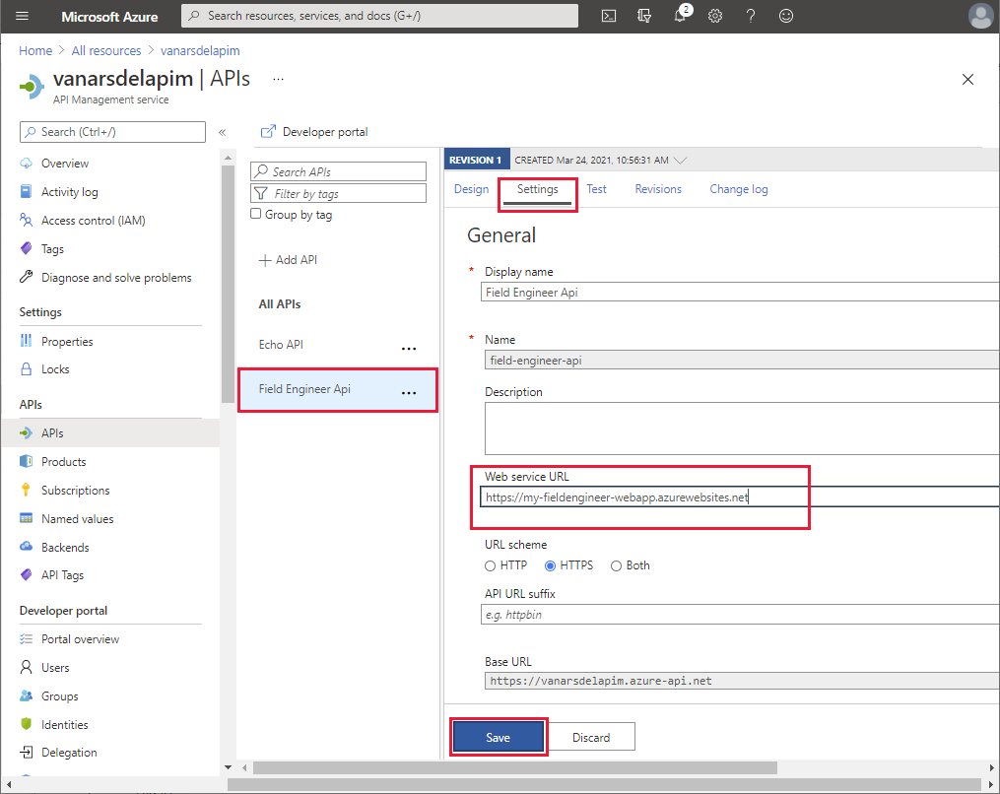 Microsoft Azure
Search resources, services, and docs (G+/)
2
Home > All resources > vanarsdelapim
vanarsdelapim | APIs ...
API Management service
Search (Ctrl+/)
«
Overview
Activity log
Access control (IAM)
Tags
Diagnose and solve problems
Settings
Properties
Locks
APIs
APIs
Products
Subscriptions
Named values
Backends
API Tags
Developer portal
Portal overview
Users
Groups
Identities
Delegation
Developer portal
Search APIs
Filter by tags
Group by tag
+ Add API
All APIs
Echo API ...
Field Engineer Api ...
REVISION 1 CREATED Mar 24, 2021, 10:56:31 AM
Design Settings Test Revisions Change log
General
* Display name
Field Engineer Api
* Name
field-engineer-api
Description
Web service URL
https://my-fieldengineer-webapp.azurewebsites.net
URL scheme
HTTP HTTPS Both
API URL suffix
e.g. httpbin
Base URL
https://vanarsdelapim.azure-api.net
Save Discard